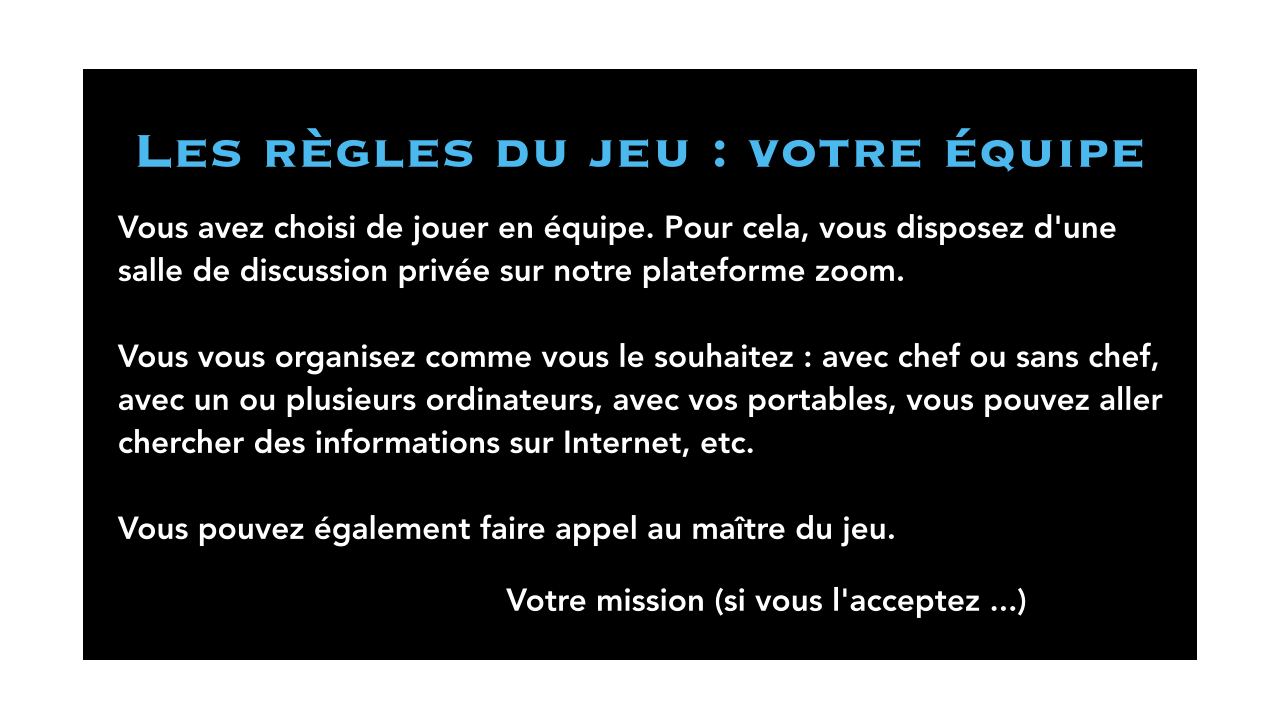 Les règles du jeu : votre équipe
Vous avez choisi de jouer en équipe. Pour cela, vous disposez d'une
salle de discussion privée sur notre plateforme zoom.
Vous vous organisez comme vous le souhaitez : avec chef ou sans chef,
avec un ou plusieurs ordinateurs, avec vos portables, vous pouvez aller
chercher des informations sur Internet, etc.
Vous pouvez également faire appel au maître du jeu.
Votre mission (si vous l'acceptez ...)